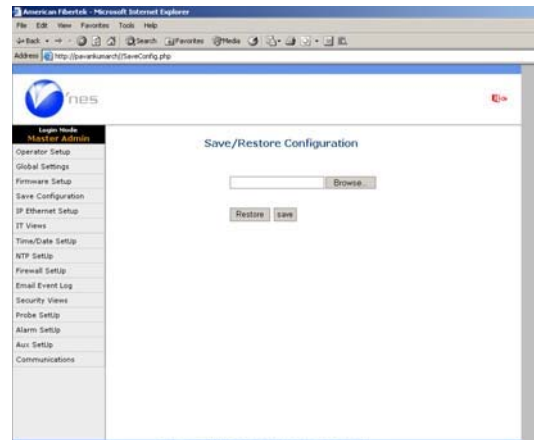 American Fibertek - Microsoft Internet Explorer
File Edit View Favorites Tools Help
Back Search Favorites Media
Address http://pavankumarch//SaveConfig.php
nes
Login Mode
Master Admin
Save/Restore Configuration
Operator Setup
Global Settings
Firmware Setup
Browse...
Save Configuration
IP Ethernet Setup
Restore save
IT Views
Time/Date SetUp
NTP SetUp
Firewall SetUp
Email Event Log
Security Views
Probe SetUp
Alarm SetUp
Aux SetUp
Communications